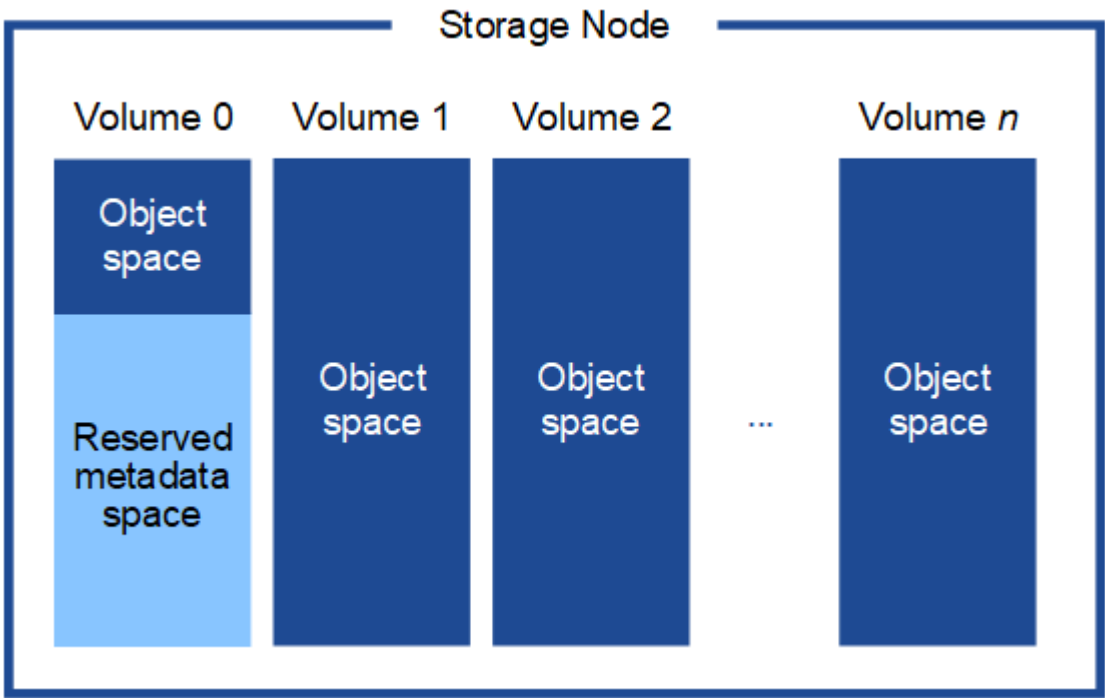 Storage Node
Volume 0
Volume 1
Volume 2
Volume n
Object
space
Reserved
metadata
space
Object
space
Object
space
...
Object
space